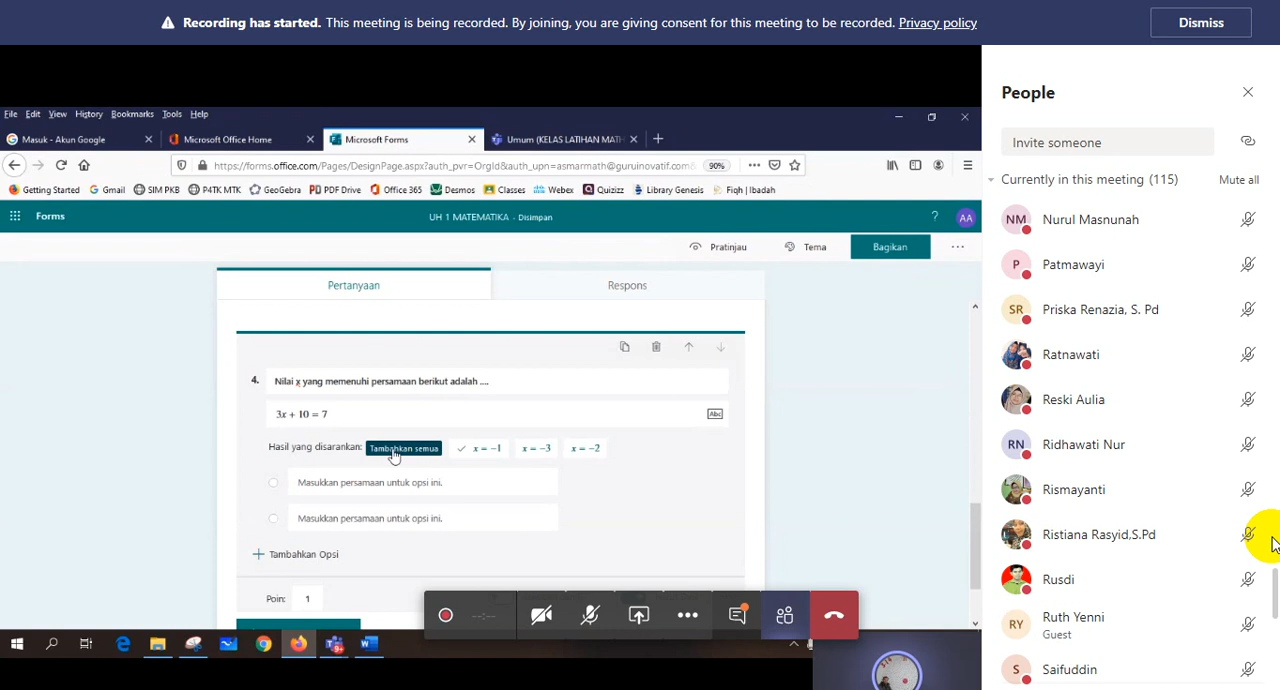 Recording has started. This meeting is being recorded. By joining, you are giving consent for this meeting to be recorded. Privacy policy
Dismiss
File Edit View History Bookmarks Tools Help
Masuk - Akun Google
Microsoft Office Home
Microsoft Forms
Umum (KELAS LATIHAN MATH
https://forms.office.com/Pages/DesignPage.aspx?auth_pvr=OrgId&auth_upn=asmarmath@guruinovatif.com&
90%
Getting Started Gmail SIM PKB P4TK MTK GeoGebra PDF Drive Office 365 Desmos Classes Webex Quizizz Library Genesis Fiqh | Ibadah
Forms
UH 1 MATEMATIKA - Disimpan
? AA
Pratinjau
Tema
Bagikan
Pertanyaan
Respons
4. Nilai x yang memenuhi persamaan berikut adalah ....
3x + 10 = 7
Abc
Hasil yang disarankan: Tambahkan semua x = −1 x = −3 x = −2
Masukkan persamaan untuk opsi ini.
Masukkan persamaan untuk opsi ini.
Tambahkan Opsi
Poin: 1
--:--
People
Invite someone
Currently in this meeting (115)
Mute all
NM Nurul Masnunah
P Patmawayi
SR Priska Renazia, S. Pd
Ratnawati
Reski Aulia
RN Ridhawati Nur
Rismayanti
Ristiana Rasyid,S.Pd
Rusdi
RY Ruth Yenni
Guest
S Saifuddin